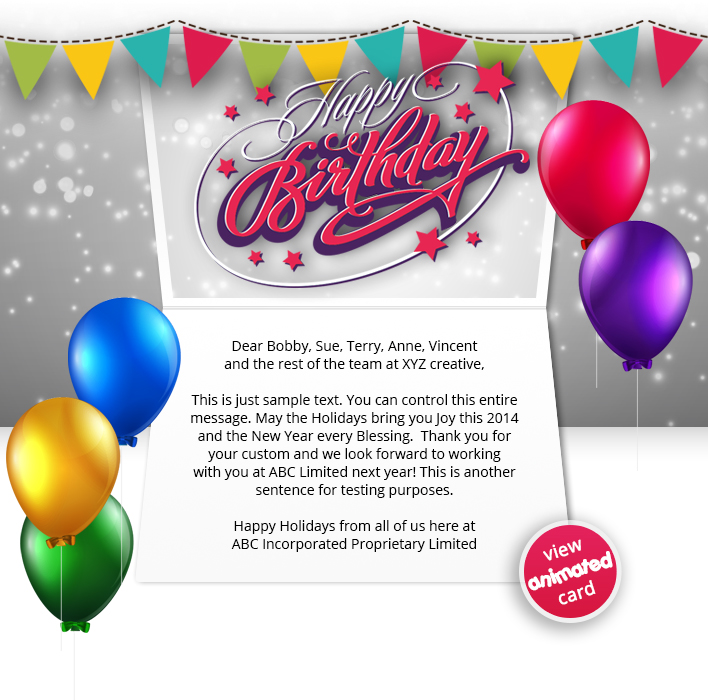 Happy
Birthday
Dear Bobby, Sue, Terry, Anne, Vincent
and the rest of the team at XYZ creative,
This is just sample text. You can control this entire
message. May the Holidays bring you Joy this 2014
and the New Year every Blessing.  Thank you for
your custom and we look forward to working
with you at ABC Limited next year! This is another
sentence for testing purposes.
Happy Holidays from all of us here at
ABC Incorporated Proprietary Limited
view
animated
card